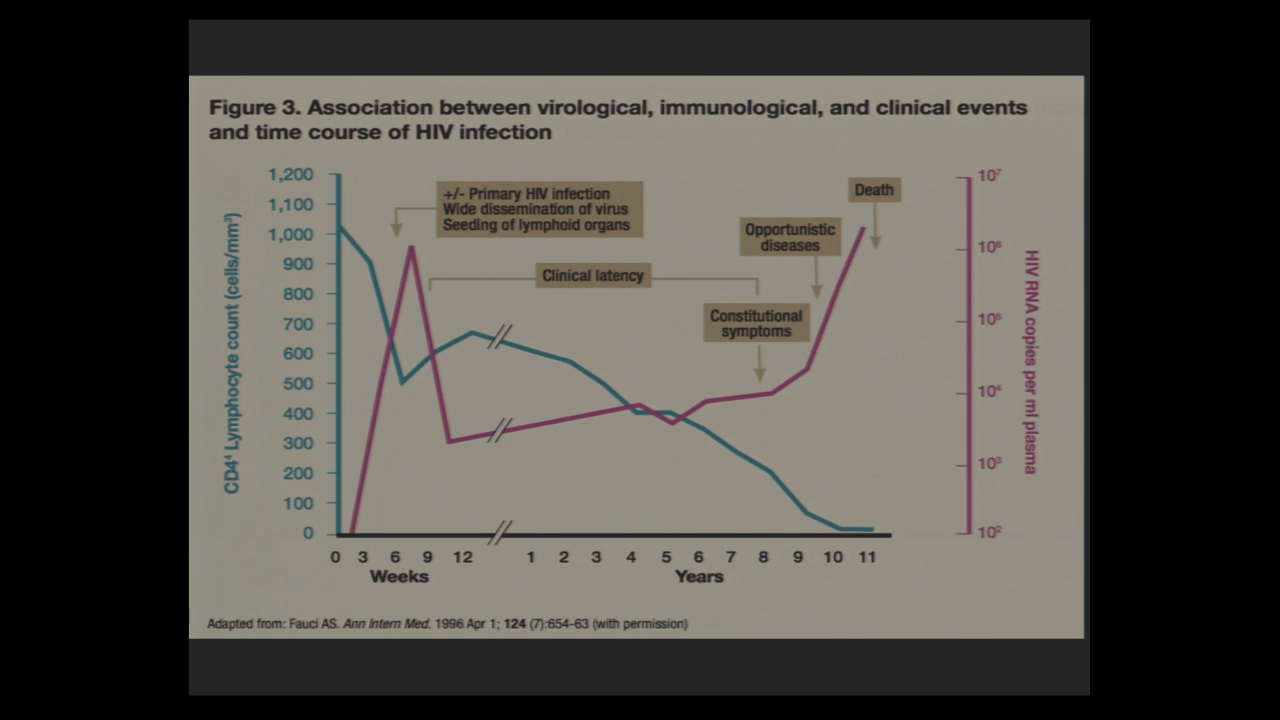 Figure 3. Association between virological, immunological, and clinical events
and time course of HIV infection
CD4⁴ Lymphocyte count (cells/mm³)
1,200
1,100
1,000
900
800
700
600
500
400
300
200
100
0
+/- Primary HIV infection
Wide dissemination of virus
Seeding of lymphoid organs
Clinical latency
Constitutional
symptoms
Opportunistic
diseases
Death
10⁷
10⁶
10⁵
10⁴
10³
10²
HIV RNA copies per ml plasma
0 3 6 9 12 1 2 3 4 5 6 7 8 9 10 11
Weeks Years
Adapted from: Fauci AS. Ann Intern Med. 1996 Apr 1; 124 (7):654-63 (with permission)